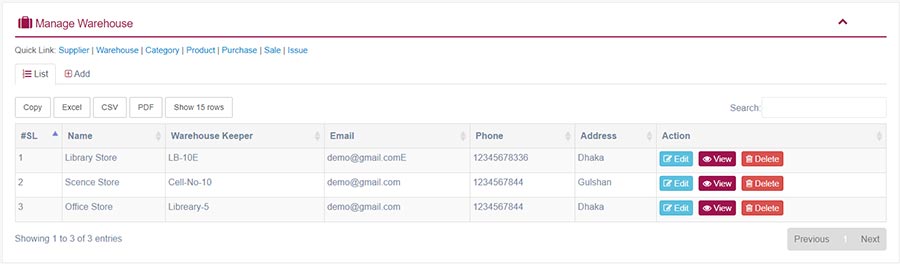 Manage Warehouse
Quick Link: Supplier | Warehouse | Category | Product | Purchase | Sale | Issue
List Add
Copy Excel CSV PDF Show 15 rows Search:
#SL Name Warehouse Keeper Email Phone Address Action
1 Library Store LB-10E demo@gmail.comE 12345678336 Dhaka Edit View Delete
2 Scence Store Cell-No-10 demo@gmail.com 1234567844 Gulshan Edit View Delete
3 Office Store Libreary-5 demo@gmail.com 1234567844 Dhaka Edit View Delete
Showing 1 to 3 of 3 entries Previous 1 Next